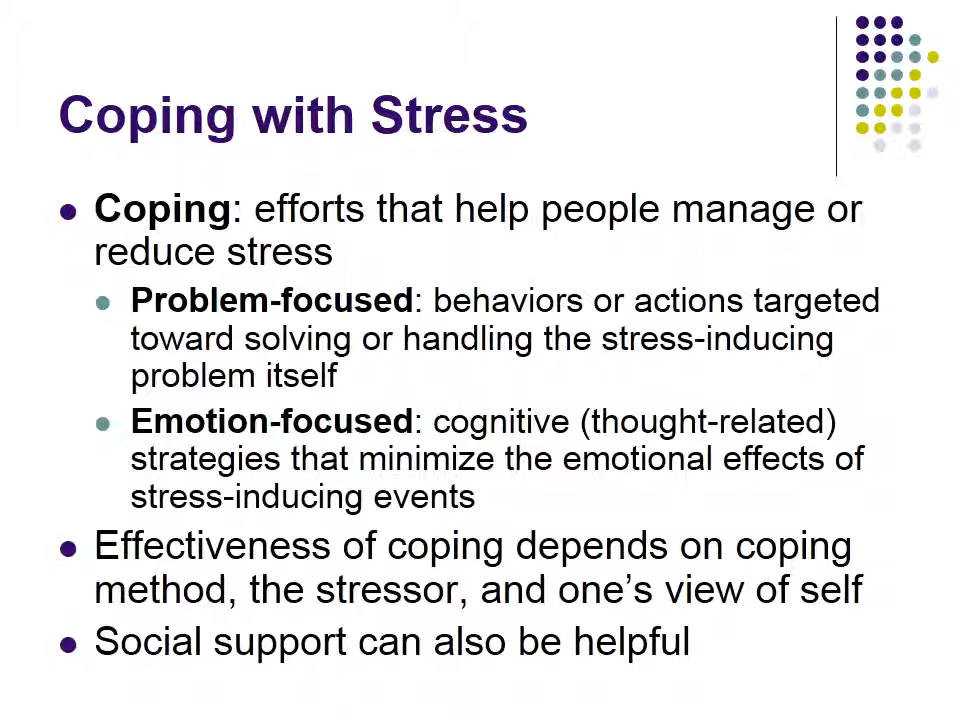 Coping with Stress
Coping: efforts that help people manage or
reduce stress
Problem-focused: behaviors or actions targeted
toward solving or handling the stress-inducing
problem itself
Emotion-focused: cognitive (thought-related)
strategies that minimize the emotional effects of
stress-inducing events
Effectiveness of coping depends on coping
method, the stressor, and one’s view of self
Social support can also be helpful